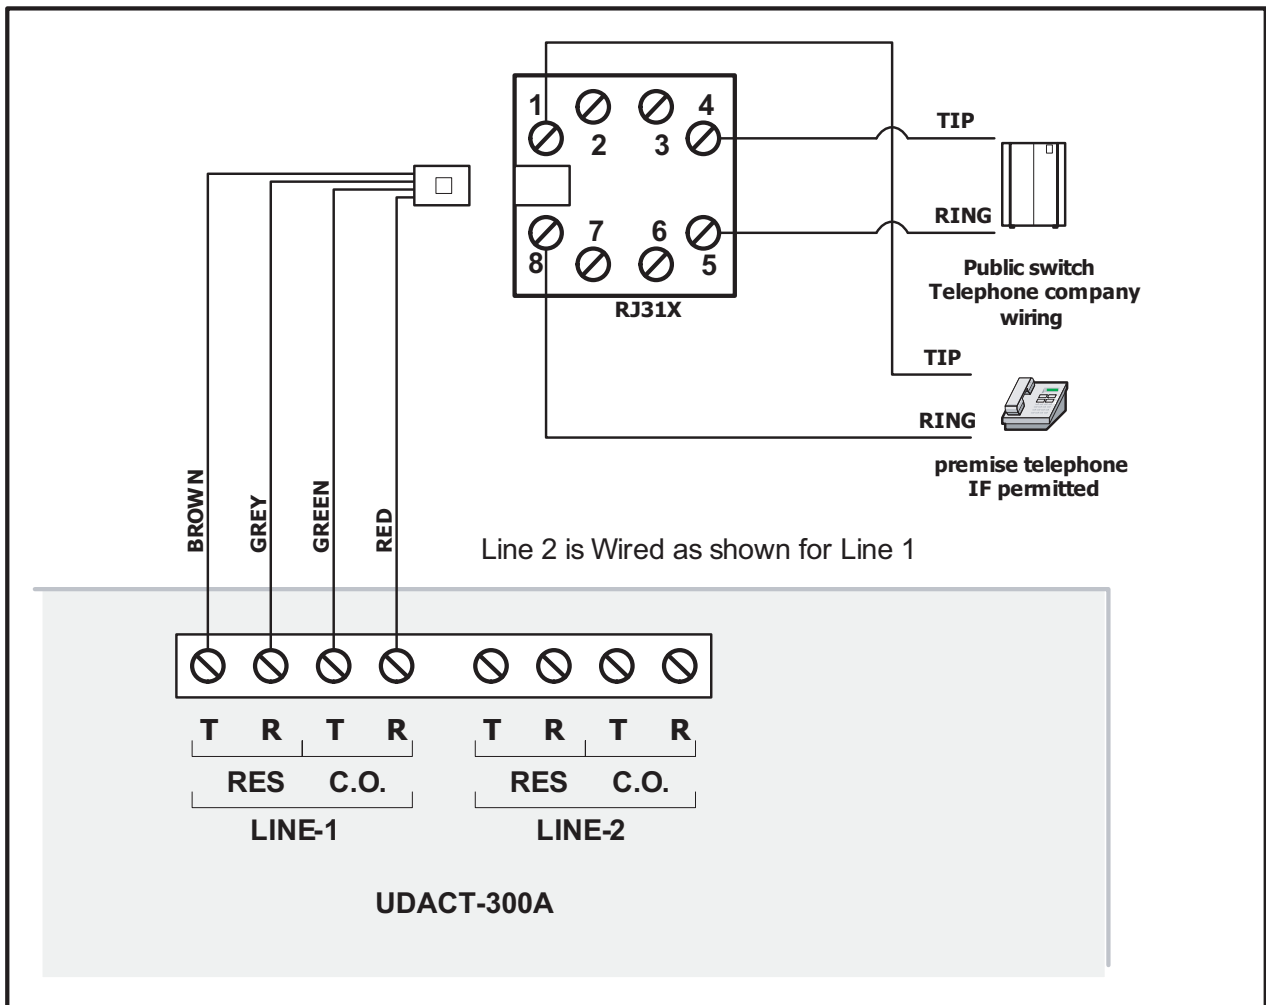 1
4
2
3
TIP
7
6
RING
8
5
RJ31X
Public switch
Telephone company
wiring
TIP
RING
premise telephone
IF permitted
BROWN
GREY
GREEN
RED
Line 2 is Wired as shown for Line 1
T R T R T R T R
RES C.O. RES C.O.
LINE-1 LINE-2
UDACT-300A